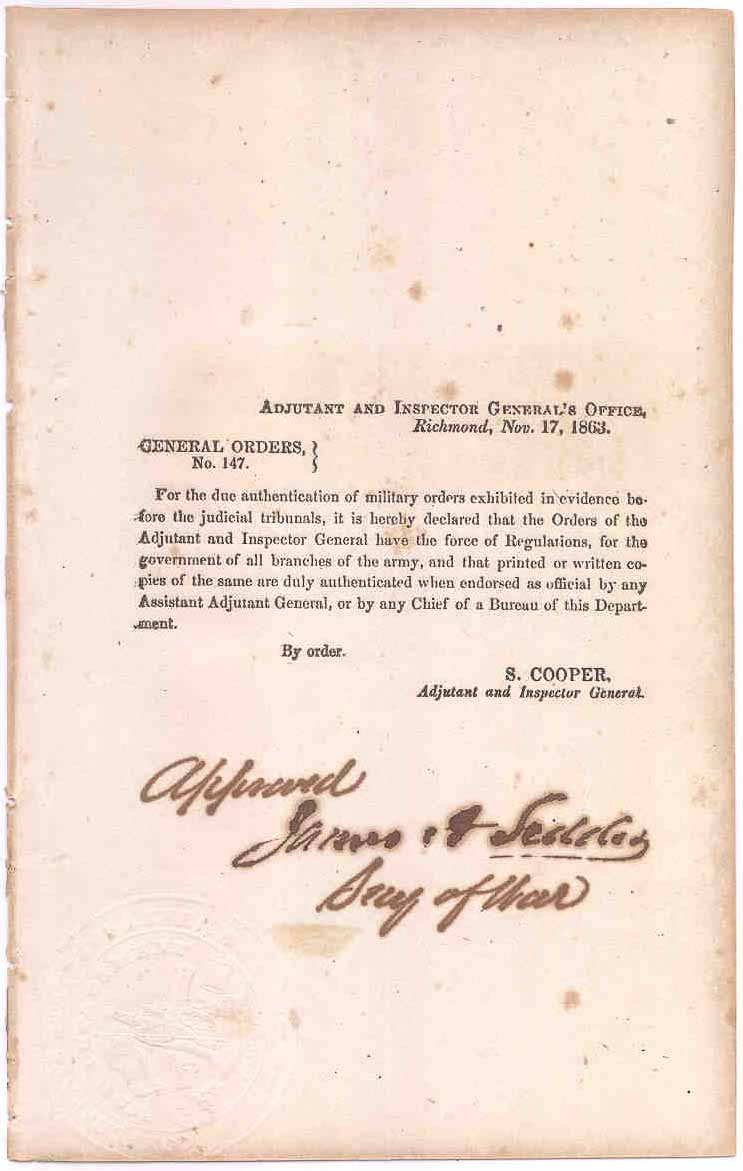 ADJUTANT AND INSPECTOR GENERAL'S OFFICE,
Richmond, Nov. 17, 1863.
GENERAL ORDERS, }
No. 147. }
For the due authentication of military orders exhibited in evidence be-
fore the judicial tribunals, it is hereby declared that the Orders of the
Adjutant and Inspector General have the force of Regulations, for the
government of all branches of the army, and that printed or written co-
pies of the same are duly authenticated when endorsed as official by any
Assistant Adjutant General, or by any Chief of a Bureau of this Depart-
ment.
By order.
S. COOPER,
Adjutant and Inspector General.
Approved
James A Seddon
Secy of War